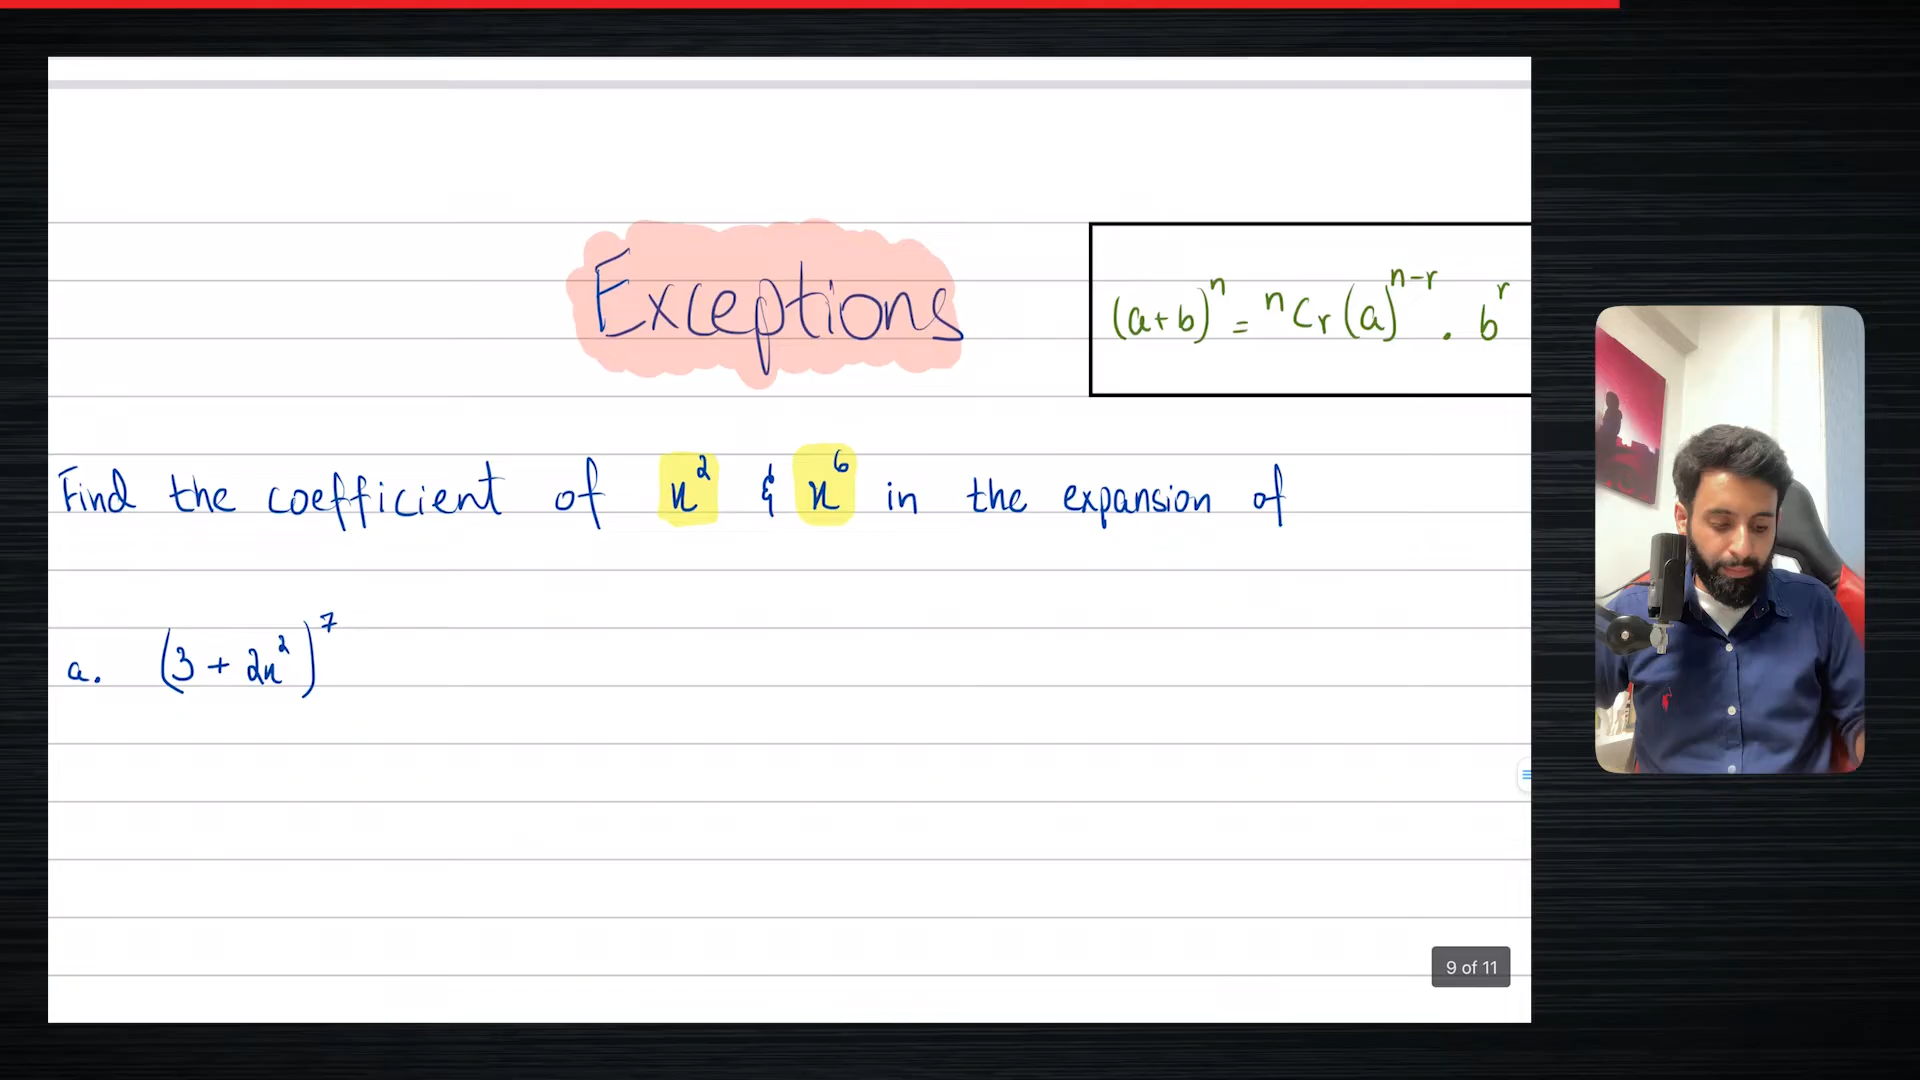 Exceptions
(a+b)ⁿ = ⁿCr (a)ⁿ⁻ʳ . bʳ
Find the coefficient of x² & x⁶ in the expansion of
a. (3 + 2x²)⁷
9 of 11